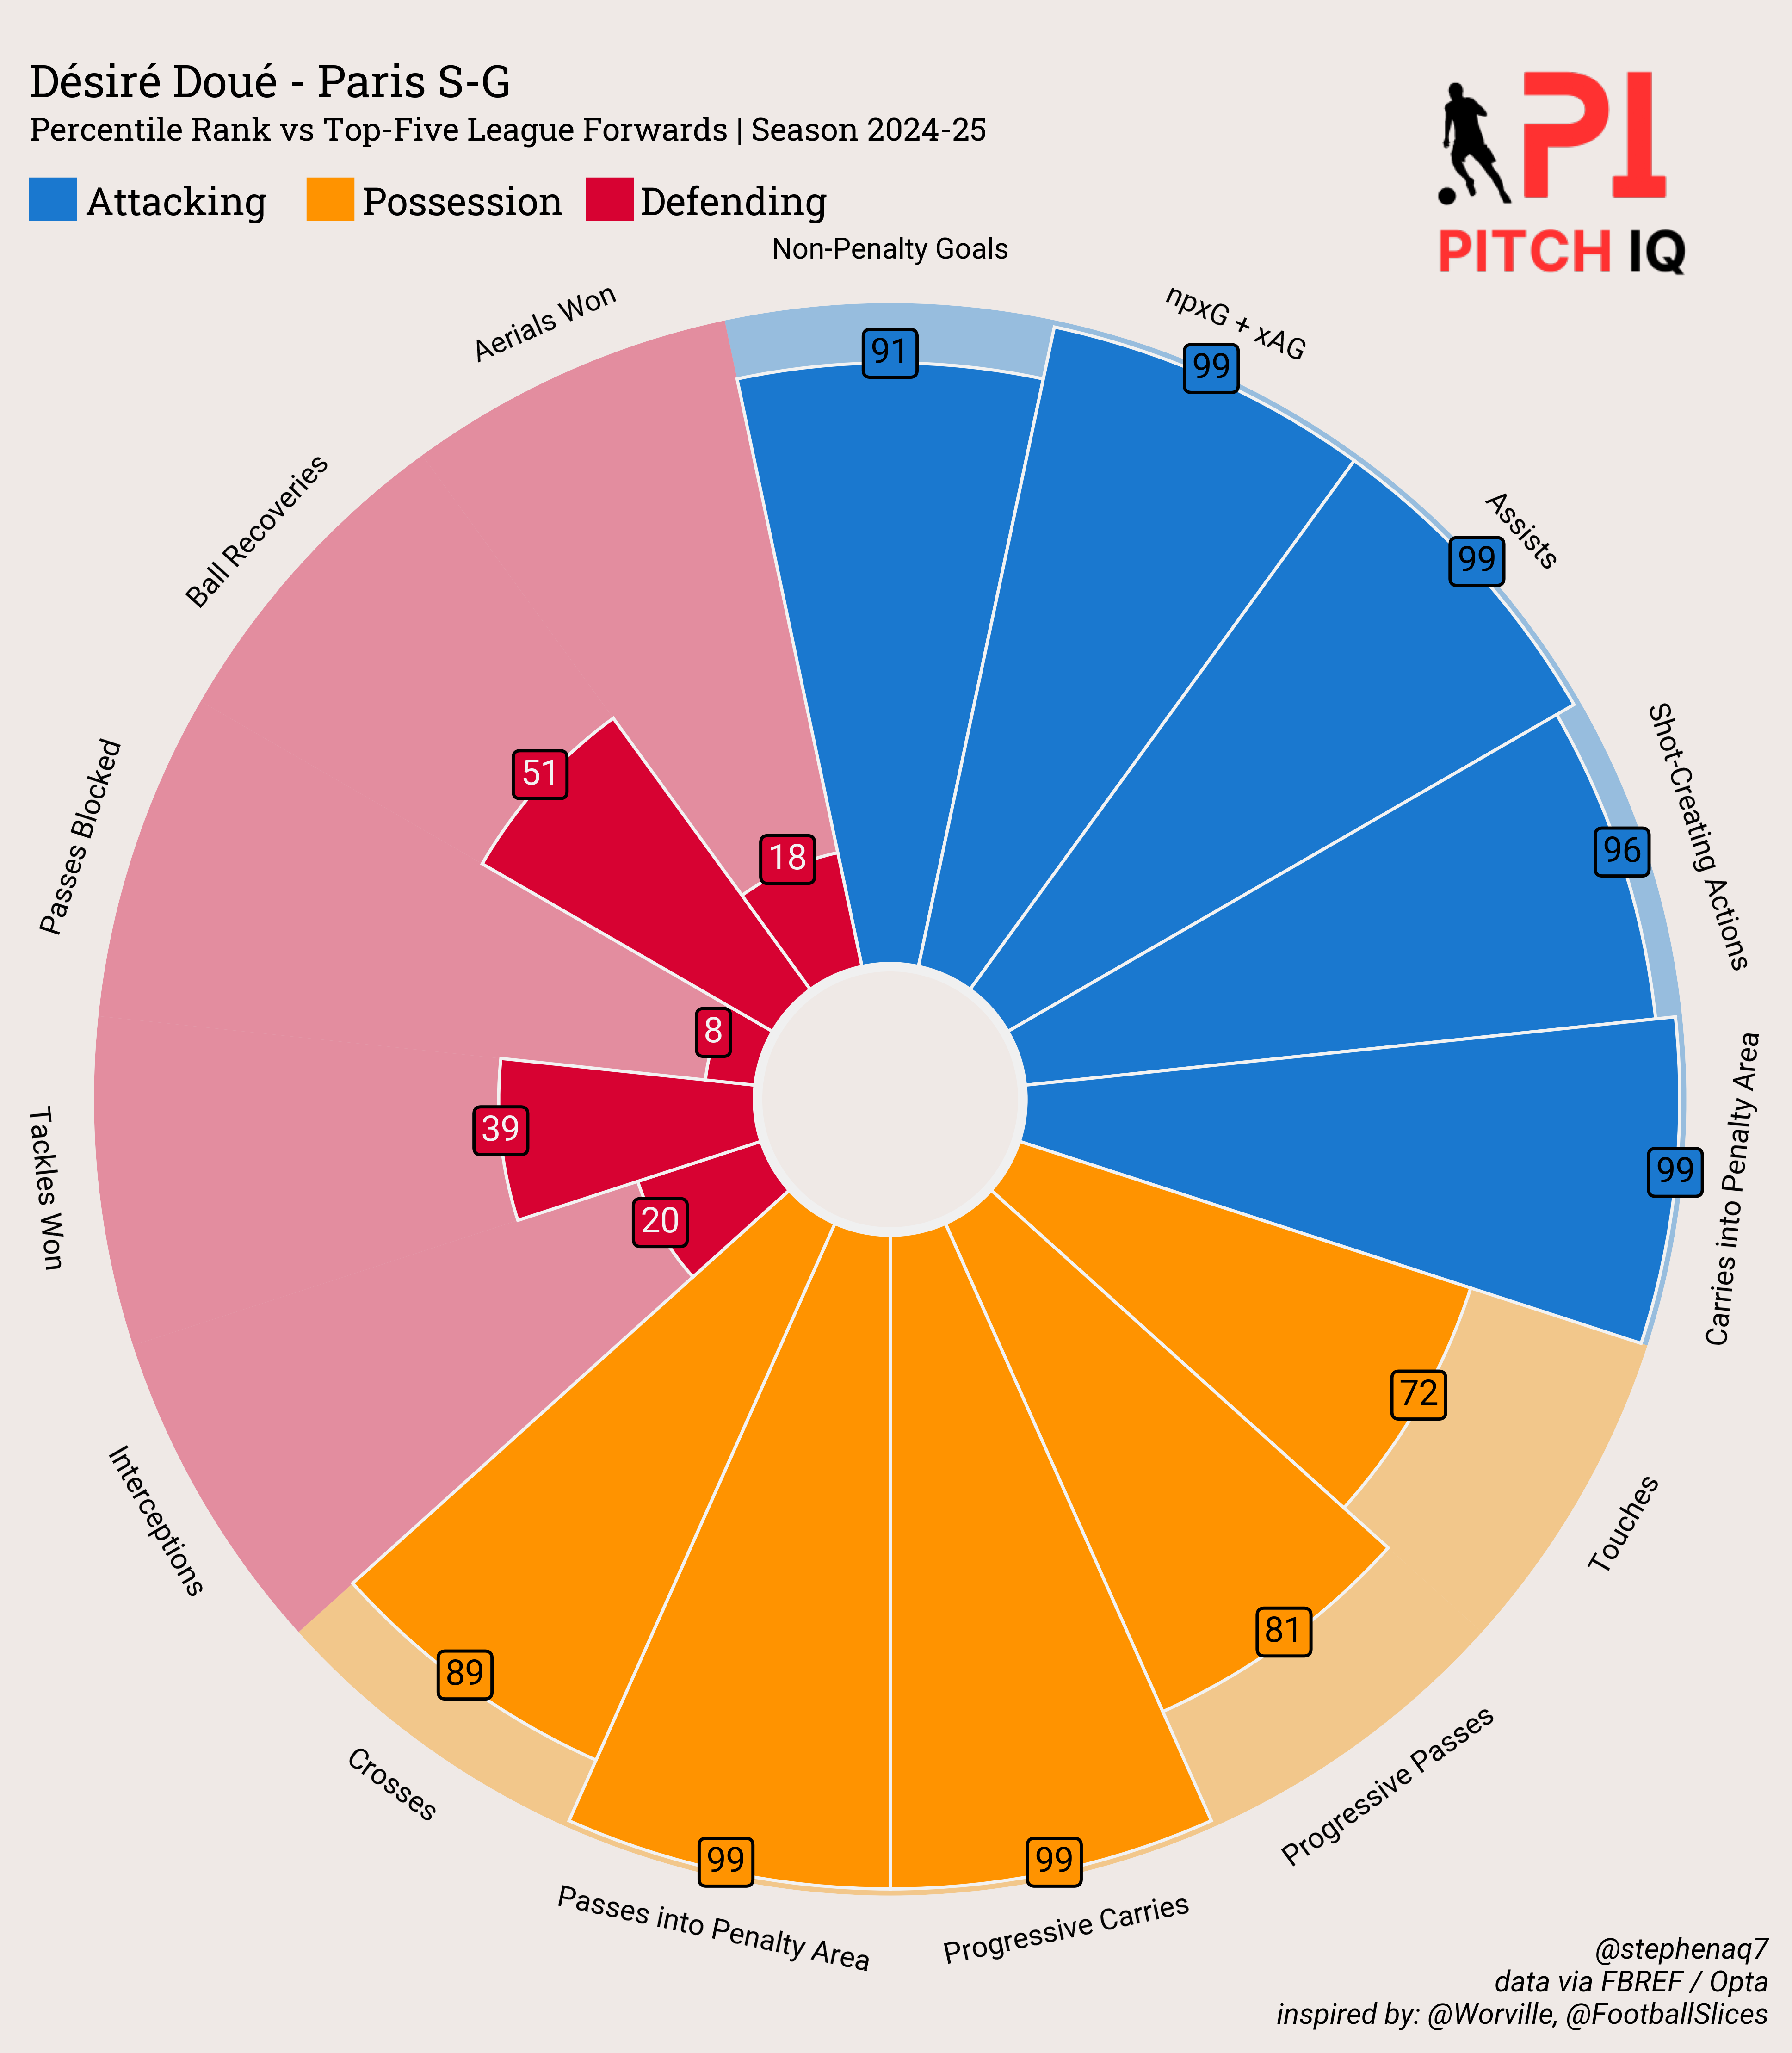 Désiré Doué - Paris S-G
Percentile Rank vs Top-Five League Forwards | Season 2024-25
Attacking Possession Defending
PI
PITCH IQ
Non-Penalty Goals
91
npxG + xAG
99
Assists
99
Shot-Creating Actions
96
Carries into Penalty Area
99
Touches
72
Progressive Passes
81
Progressive Carries
99
Passes into Penalty Area
99
Crosses
89
Interceptions
20
Tackles Won
39
Passes Blocked
8
Ball Recoveries
51
Aerials Won
18
@stephenaq7
data via FBREF / Opta
inspired by: @Worville, @FootballSlices